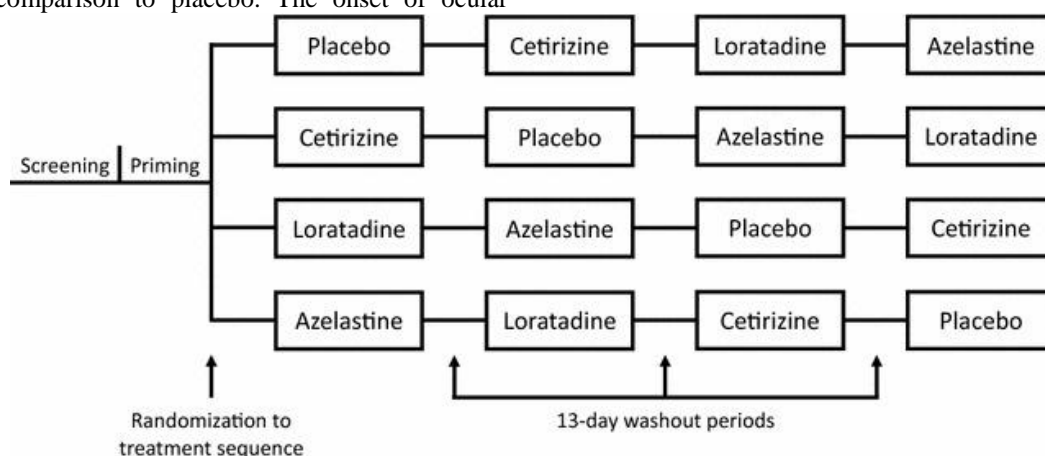 comparison to placebo. The onset of ocular
Placebo Cetirizine Loratadine Azelastine
Cetirizine Placebo Azelastine Loratadine
Screening Priming
Loratadine Azelastine Placebo Cetirizine
Azelastine Loratadine Cetirizine Placebo
Randomization to
treatment sequence
13-day washout periods